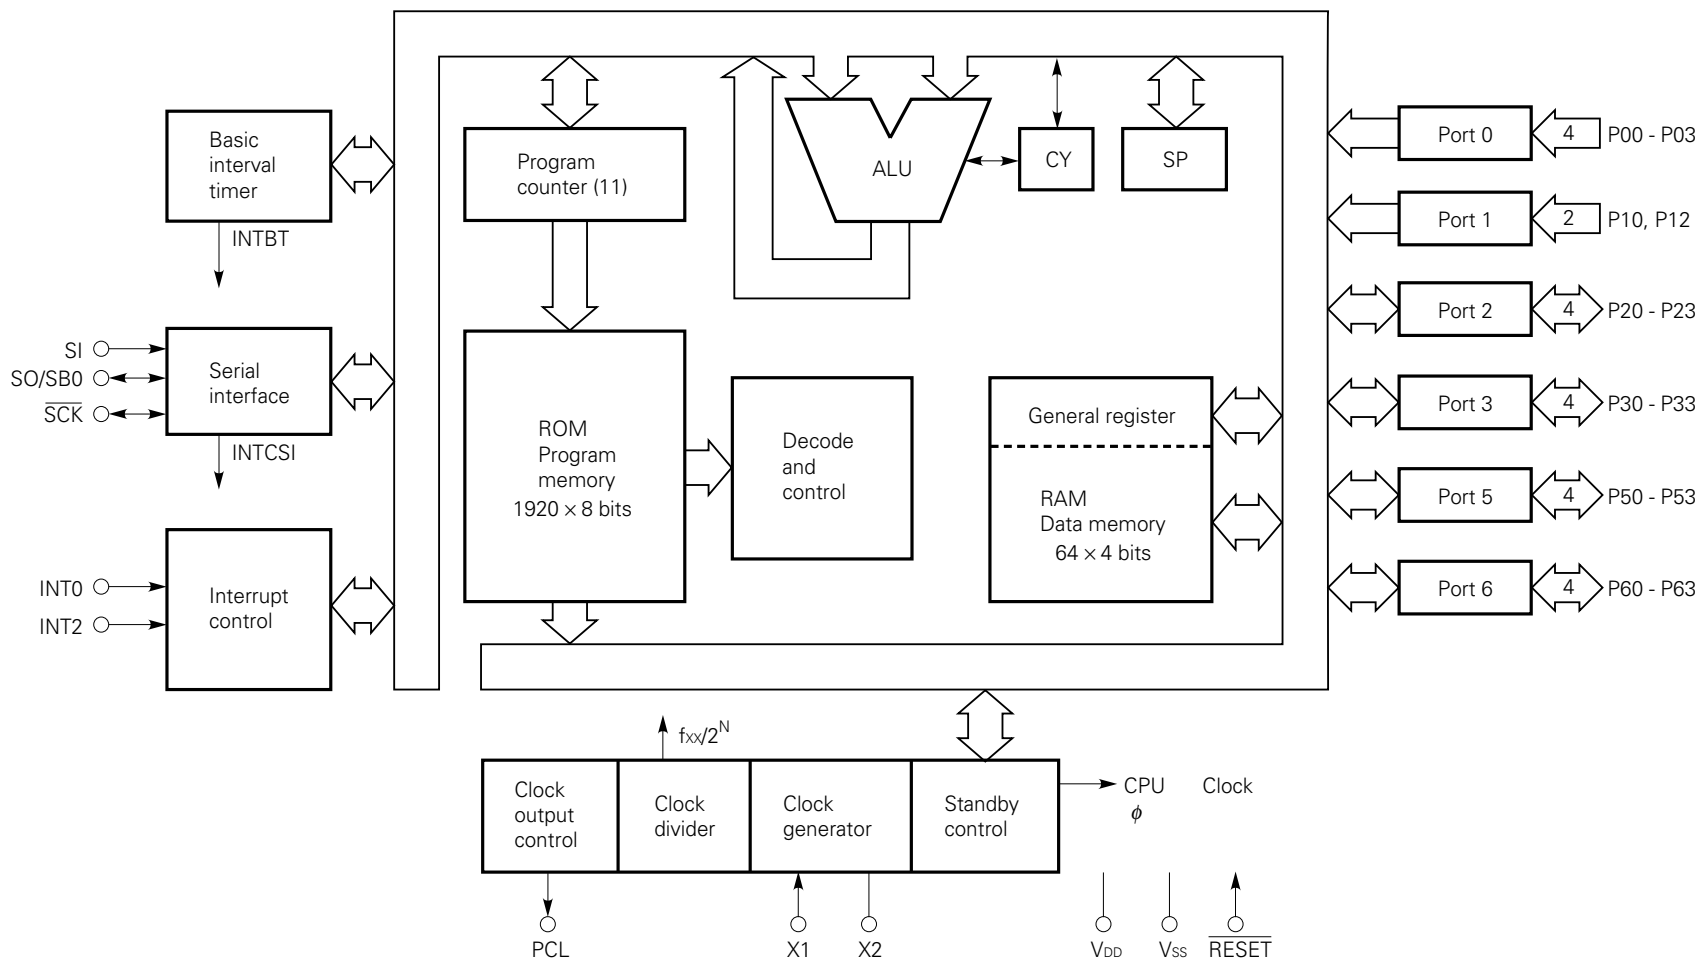 Basic
interval
timer
INTBT
SI
SO/SB0
SCK
Serial
interface
INTCSI
INT0
INT2
Interrupt
control
Program
counter (11)
ALU
CY
SP
ROM
Program
memory
1920 × 8 bits
Decode
and
control
General register
RAM
Data memory
64 × 4 bits
Port 0
4
P00 - P03
Port 1
2
P10, P12
Port 2
4
P20 - P23
Port 3
4
P30 - P33
Port 5
4
P50 - P53
Port 6
4
P60 - P63
fxx/2^N
Clock
output
control
Clock
divider
Clock
generator
Standby
control
CPU Clock
ϕ
PCL
X1
X2
VDD
VSS
RESET